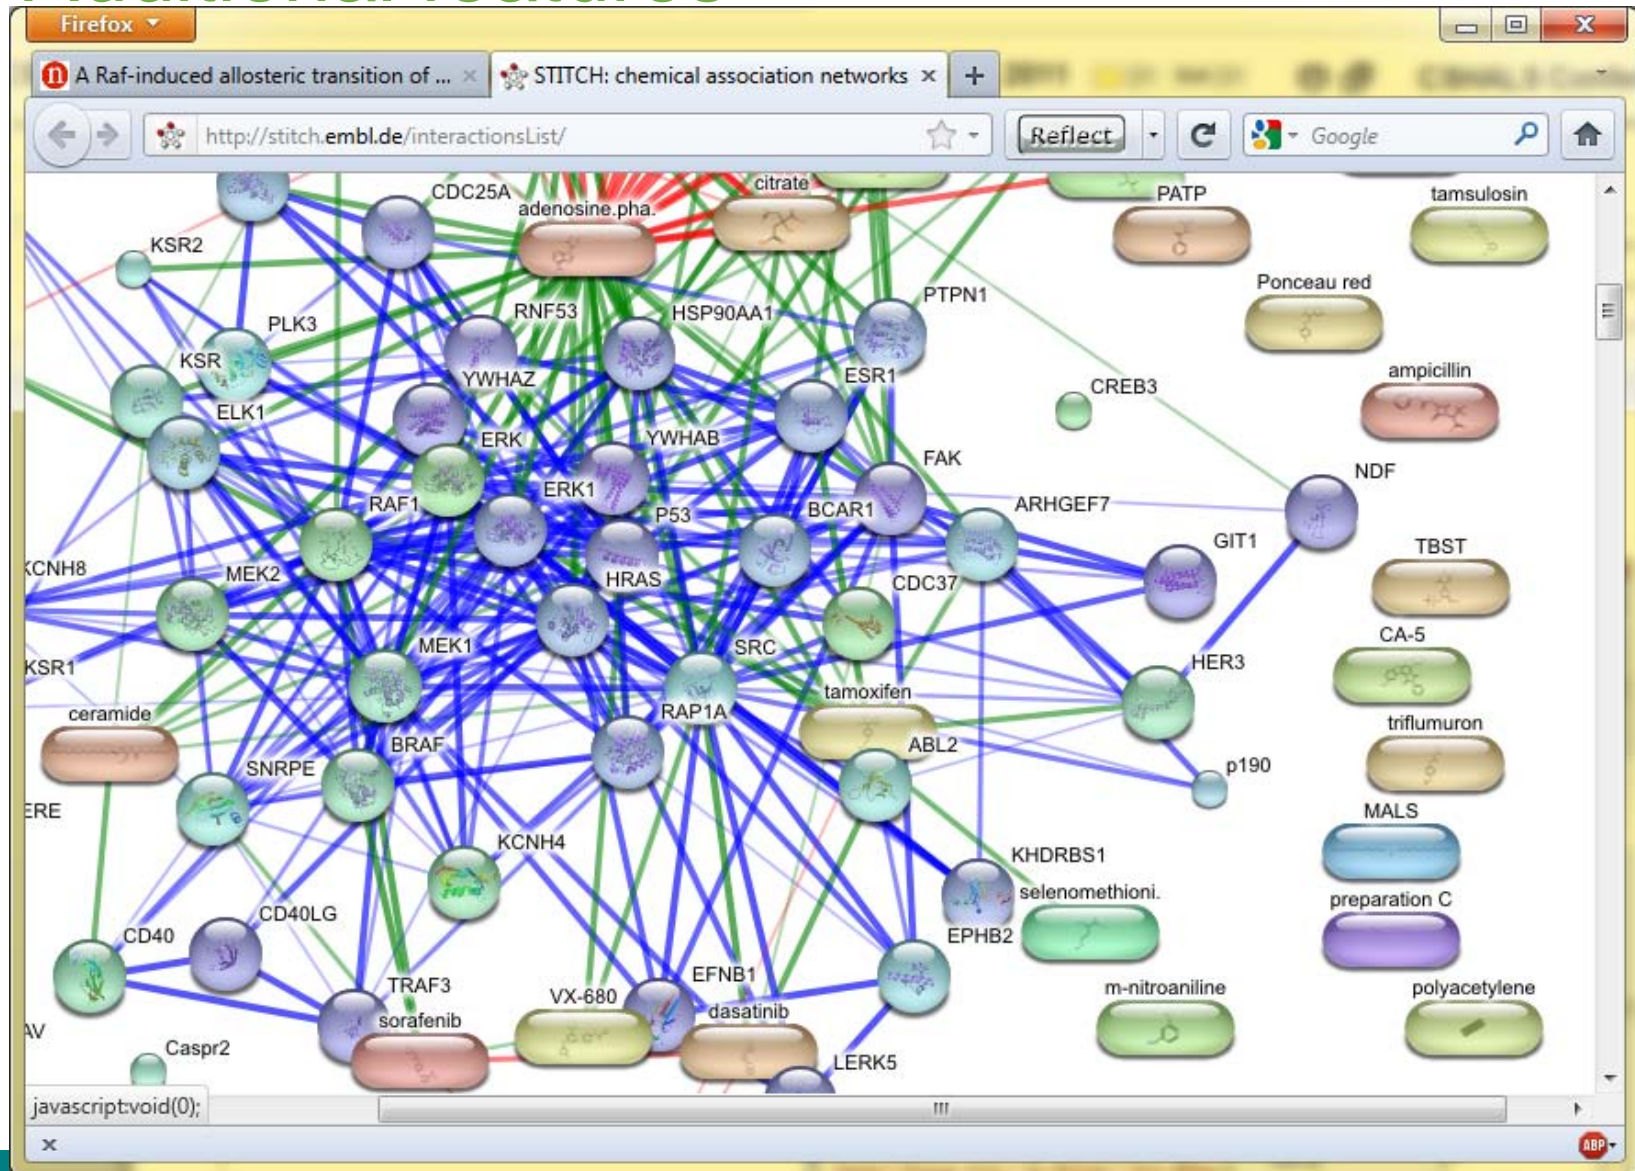 Firefox
A Raf-induced allosteric transition of ...
STITCH: chemical association networks
http://stitch.embl.de/interactionsList/
Reflect
Google
citrate
CDC25A
adenosine.pha.
PATP
tamsulosin
KSR2
Ponceau red
PTPN1
RNF53
HSP90AA1
PLK3
KSR
ampicillin
YWHAZ
ESR1
CREB3
ELK1
ERK
YWHAB
FAK
NDF
ERK1
RAF1
P53
BCAR1
ARHGEF7
GIT1
TBST
KCNH8
MEK2
HRAS
CDC37
CA-5
MEK1
SRC
HER3
KSR1
tamoxifen
ceramide
RAP1A
triflumuron
BRAF
ABL2
SNRPE
p190
ERE
MALS
KCNH4
KHDRBS1
selenomethioni.
preparation C
CD40LG
CD40
EPHB2
EFNB1
TRAF3
VX-680
m-nitroaniline
polyacetylene
dasatinib
sorafenib
AV
Caspr2
LERK5
javascript:void(0);
ABP